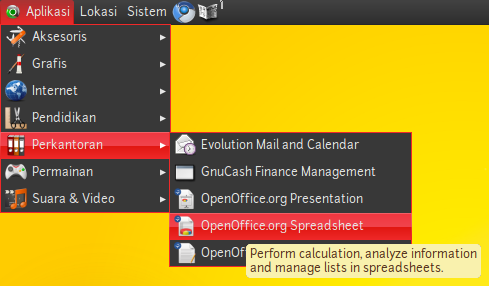 Aplikasi Lokasi Sistem
Aksesoris
Grafis
Internet
Pendidikan
Perkantoran
Permainan
Suara & Video
Evolution Mail and Calendar
GnuCash Finance Management
OpenOffice.org Presentation
OpenOffice.org Spreadsheet
Perform calculation, analyze information
and manage lists in spreadsheets.